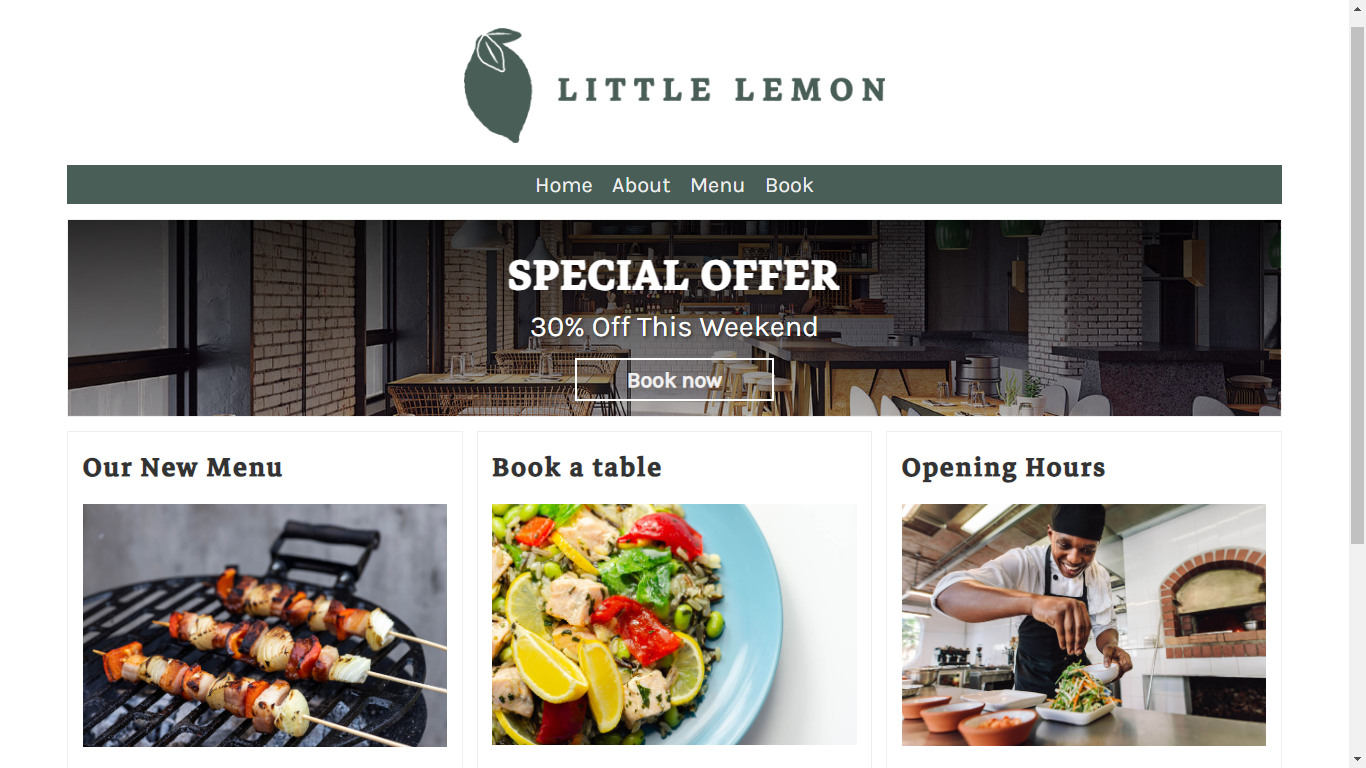 LITTLE LEMON
Home About Menu Book
SPECIAL OFFER
30% Off This Weekend
Book now
Our New Menu
Book a table
Opening Hours